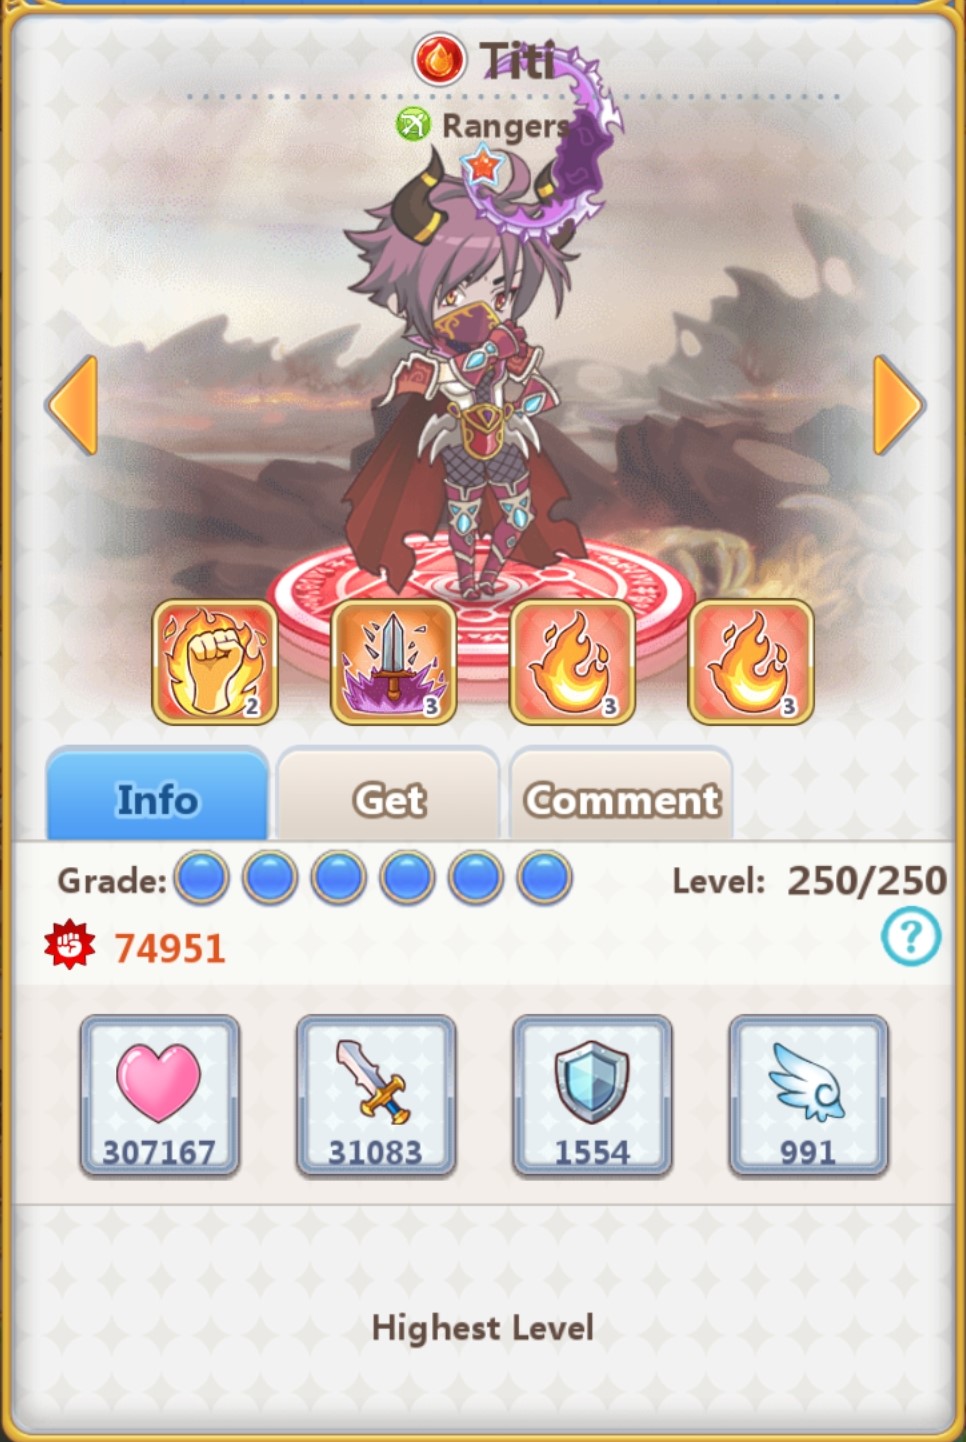 Titi
Rangers
2 3 3 3
Info Get Comment
Grade: Level: 250/250
74951 ?
307167 31083 1554 991
Highest Level